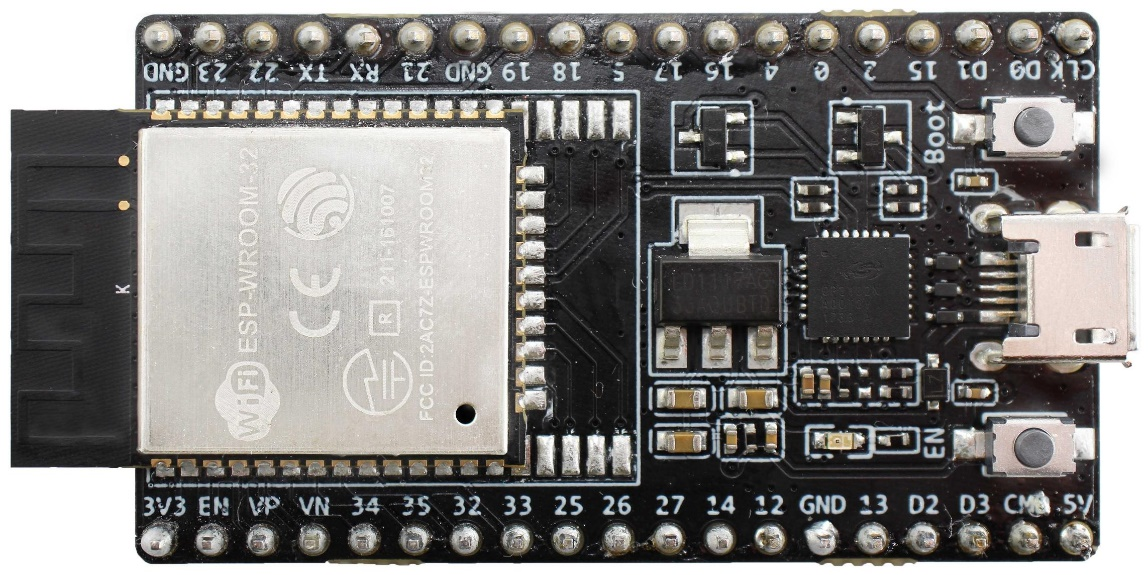 GND GND 23 22 TX RX 21 GND 19 18 5 17 16 4 0 2 15 D1 D0 CLK
Boot
WiFi ESP-WROOM-32
CE
R 211-161007
FCC ID 2AC7Z-ESPWROOM32
K
EN
3V3 EN VP VN 34 35 32 33 25 26 27 14 12 GND 13 D2 D3 CMD 5V